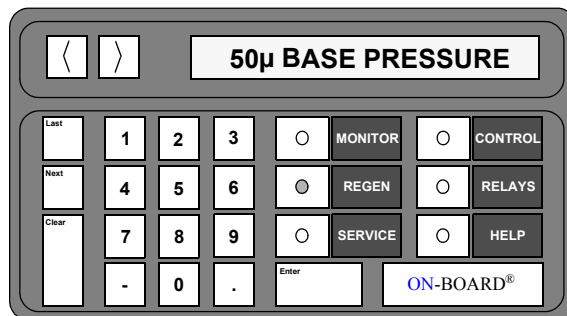 〈 〉 50µ BASE PRESSURE
Last 1 2 3 MONITOR CONTROL
Next 4 5 6 REGEN RELAYS
Clear 7 8 9 SERVICE HELP
- 0 . Enter ON-BOARD®